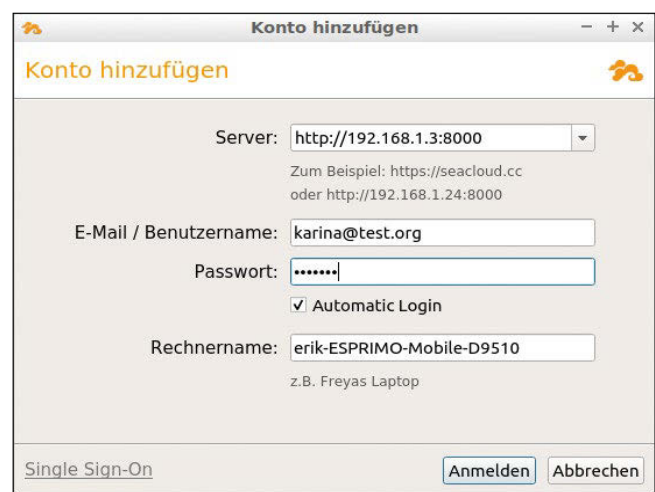 Konto hinzufügen
Konto hinzufügen
Server: http://192.168.1.3:8000
Zum Beispiel: https://seacloud.cc
oder http://192.168.1.24:8000
E-Mail / Benutzername: karina@test.org
Passwort: •••••••
Automatic Login
Rechnername: erik-ESPRIMO-Mobile-D9510
z.B. Freyas Laptop
Single Sign-On Anmelden Abbrechen